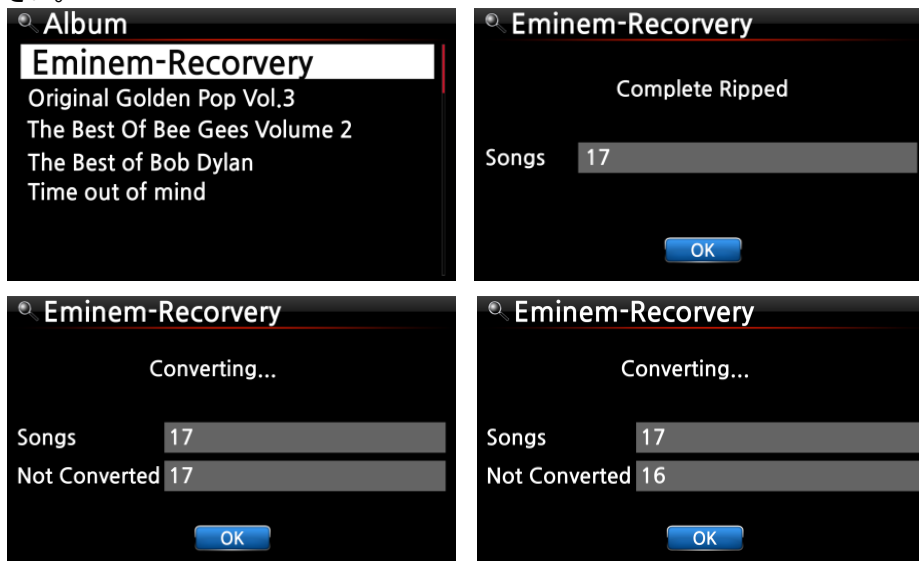 さい。
Album
Eminem-Recorvery
Original Golden Pop Vol.3
The Best Of Bee Gees Volume 2
The Best of Bob Dylan
Time out of mind
Eminem-Recorvery
Complete Ripped
Songs 17
OK
Eminem-Recorvery
Converting...
Songs 17
Not Converted 17
OK
Eminem-Recorvery
Converting...
Songs 17
Not Converted 16
OK